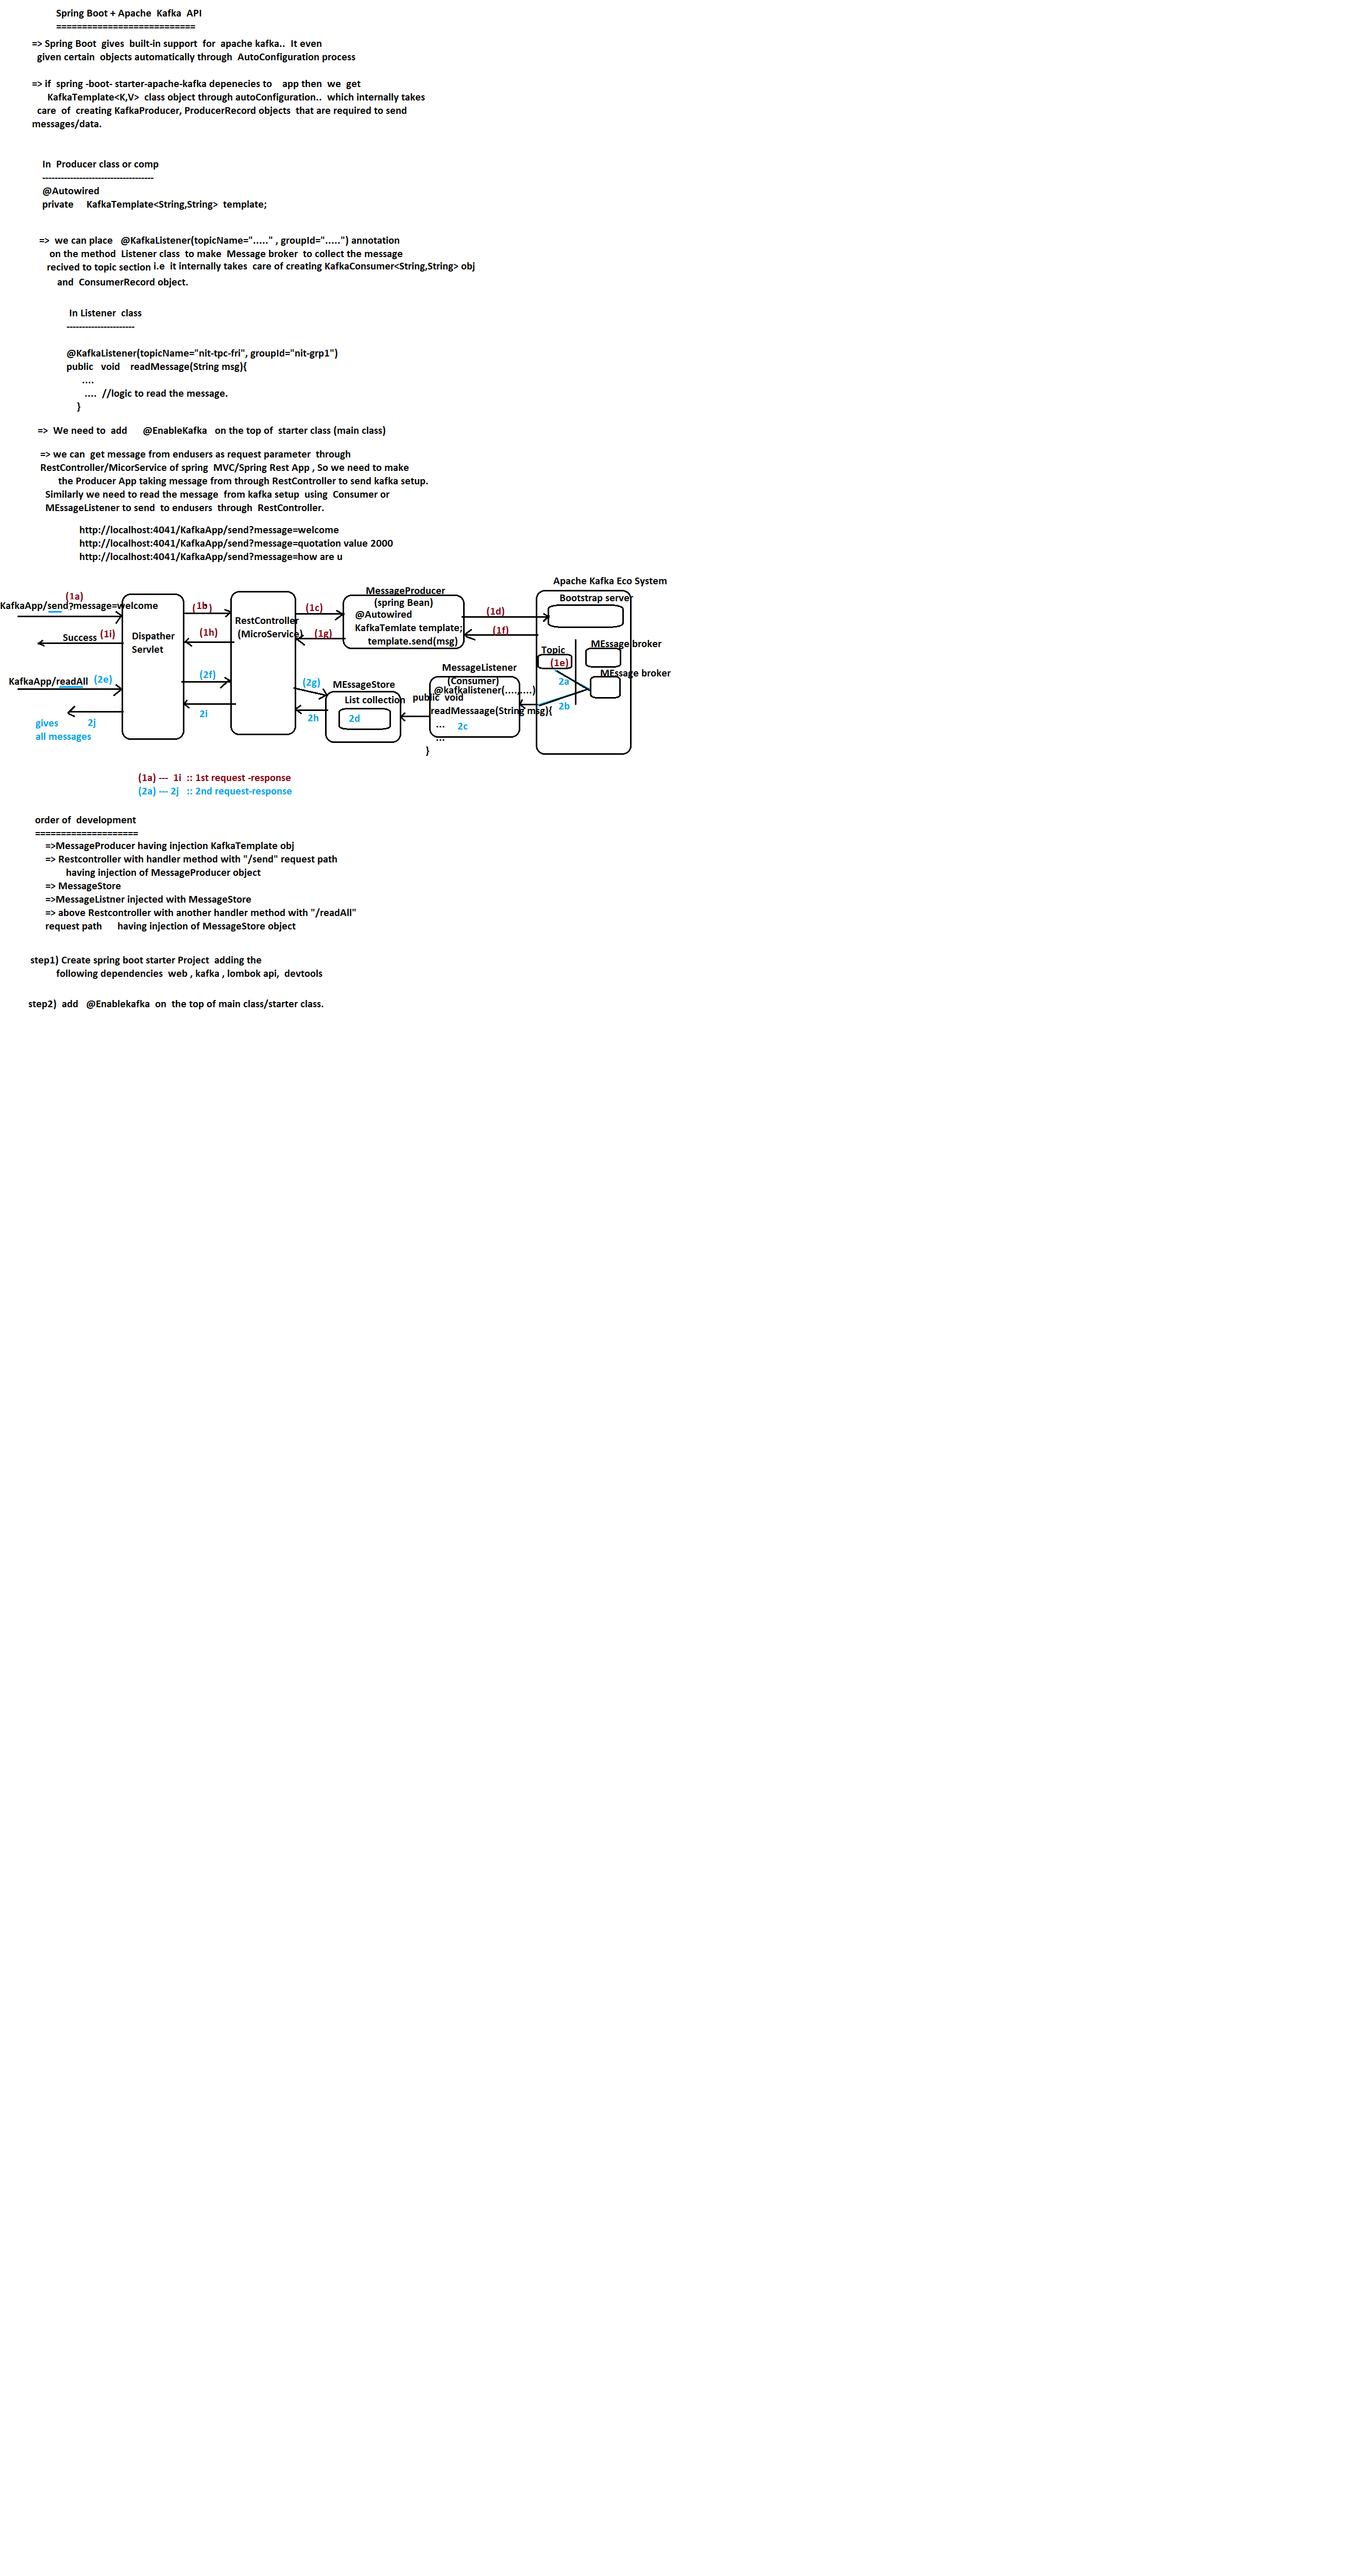 Spring Boot + Apache Kafka API
===========================
=> Spring Boot gives built-in support for apache kafka.. It even
given certain objects automatically through AutoConfiguration process
=> if spring -boot- starter-apache-kafka depenecies to app then we get
KafkaTemplate<K,V> class object through autoConfiguration.. which internally takes
care of creating KafkaProducer, ProducerRecord objects that are required to send
messages/data.
In Producer class or comp
------------------------------------
@Autowired
private KafkaTemplate<String,String> template;
=> we can place @KafkaListener(topicName="....." , groupId=".....") annotation
on the method Listener class to make Message broker to collect the message
recived to topic section i.e it internally takes care of creating KafkaConsumer<String,String> obj
and ConsumerRecord object.
In Listener class
----------------------
@KafkaListener(topicName="nit-tpc-fri", groupId="nit-grp1")
public void readMessage(String msg){
....
.... //logic to read the message.
}
=> We need to add @EnableKafka on the top of starter class (main class)
=> we can get message from endusers as request parameter through
RestController/MicorService of spring MVC/Spring Rest App , So we need to make
the Producer App taking message from through RestController to send kafka setup.
Similarly we need to read the message from kafka setup using Consumer or
MEssageListener to send to endusers through RestController.
http://localhost:4041/KafkaApp/send?message=welcome
http://localhost:4041/KafkaApp/send?message=quotation value 2000
http://localhost:4041/KafkaApp/send?message=how are u
Apache Kafka Eco System
(1a)
KafkaApp/send?message=welcome
Success (1i)
KafkaApp/readAll (2e)
gives 2j
all messages
Dispather
Servlet
(1b)
(1h)
(2f)
2i
RestController
(MicroService)
(1c)
(1g)
(2g)
2h
MessageProducer
(spring Bean)
@Autowired
KafkaTemlate template;
template.send(msg)
(1d)
(1f)
MEssageStore
List collection
2d
MessageListener
(Consumer)
@kafkalistener(....,....)
public void
readMessaage(String msg){
...
2c
...
}
Bootstrap server
Topic
(1e)
MEssage broker
MEssage broker
2a
2b
(1a) --- 1i :: 1st request -response
(2a) --- 2j :: 2nd request-response
order of development
====================
=>MessageProducer having injection KafkaTemplate obj
=> Restcontroller with handler method with "/send" request path
having injection of MessageProducer object
=> MessageStore
=>MessageListner injected with MessageStore
=> above Restcontroller with another handler method with "/readAll"
request path having injection of MessageStore object
step1) Create spring boot starter Project adding the
following dependencies web , kafka , lombok api, devtools
step2) add @Enablekafka on the top of main class/starter class.